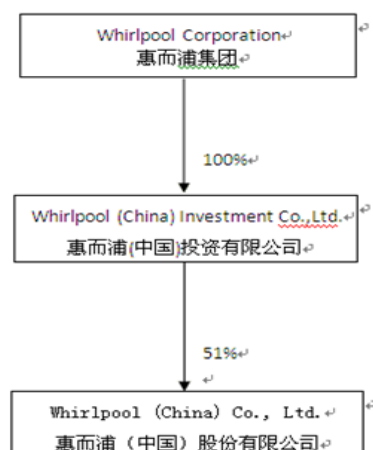 Whirlpool Corporation
惠而浦集团
100%
Whirlpool (China) Investment Co.,Ltd.
惠而浦(中国)投资有限公司
51%
Whirlpool (China) Co., Ltd.
惠而浦（中国）股份有限公司